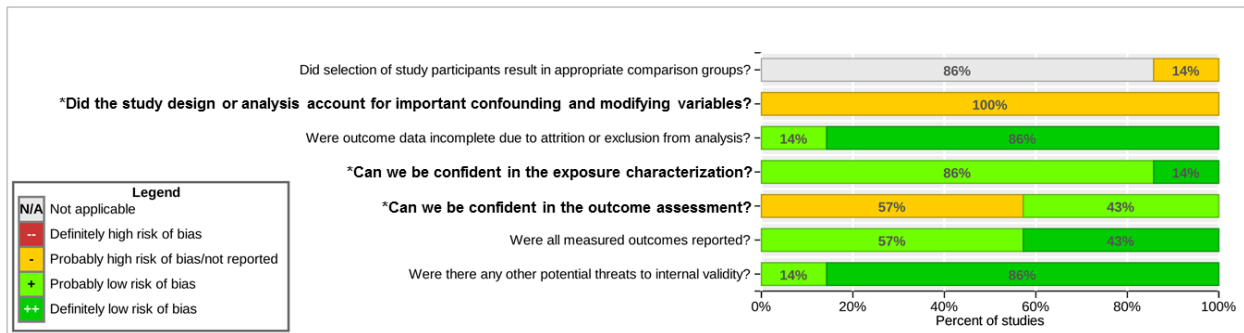 Did selection of study participants result in appropriate comparison groups?
86%
14%
*Did the study design or analysis account for important confounding and modifying variables?
100%
Were outcome data incomplete due to attrition or exclusion from analysis?
14%
86%
*Can we be confident in the exposure characterization?
86%
14%
*Can we be confident in the outcome assessment?
57%
43%
Were all measured outcomes reported?
57%
43%
Were there any other potential threats to internal validity?
14%
86%
0%
20%
40%
60%
80%
100%
Percent of studies
Legend
N/A Not applicable
-- Definitely high risk of bias
- Probably high risk of bias/not reported
+ Probably low risk of bias
++ Definitely low risk of bias